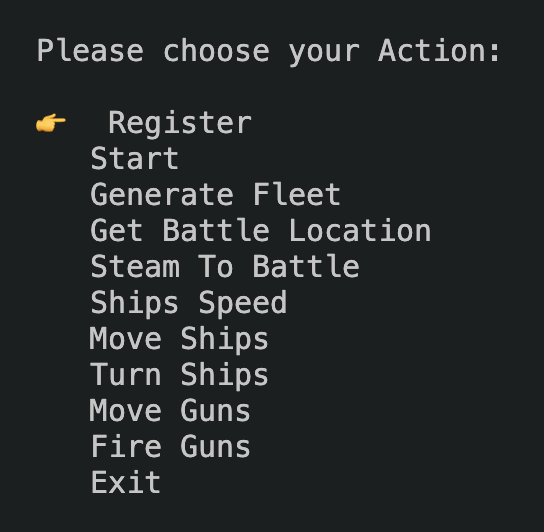 Please choose your Action:
👉 Register
Start
Generate Fleet
Get Battle Location
Steam To Battle
Ships Speed
Move Ships
Turn Ships
Move Guns
Fire Guns
Exit